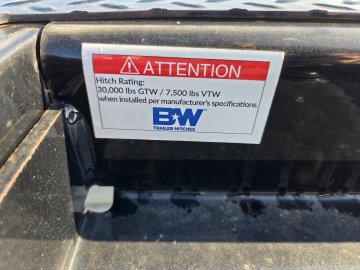 ⚠ ATTENTION
Hitch Rating:
30,000 lbs GTW / 7,500 lbs VTW
when installed per manufacturer's specifications.
B&W
TRAILER HITCHES